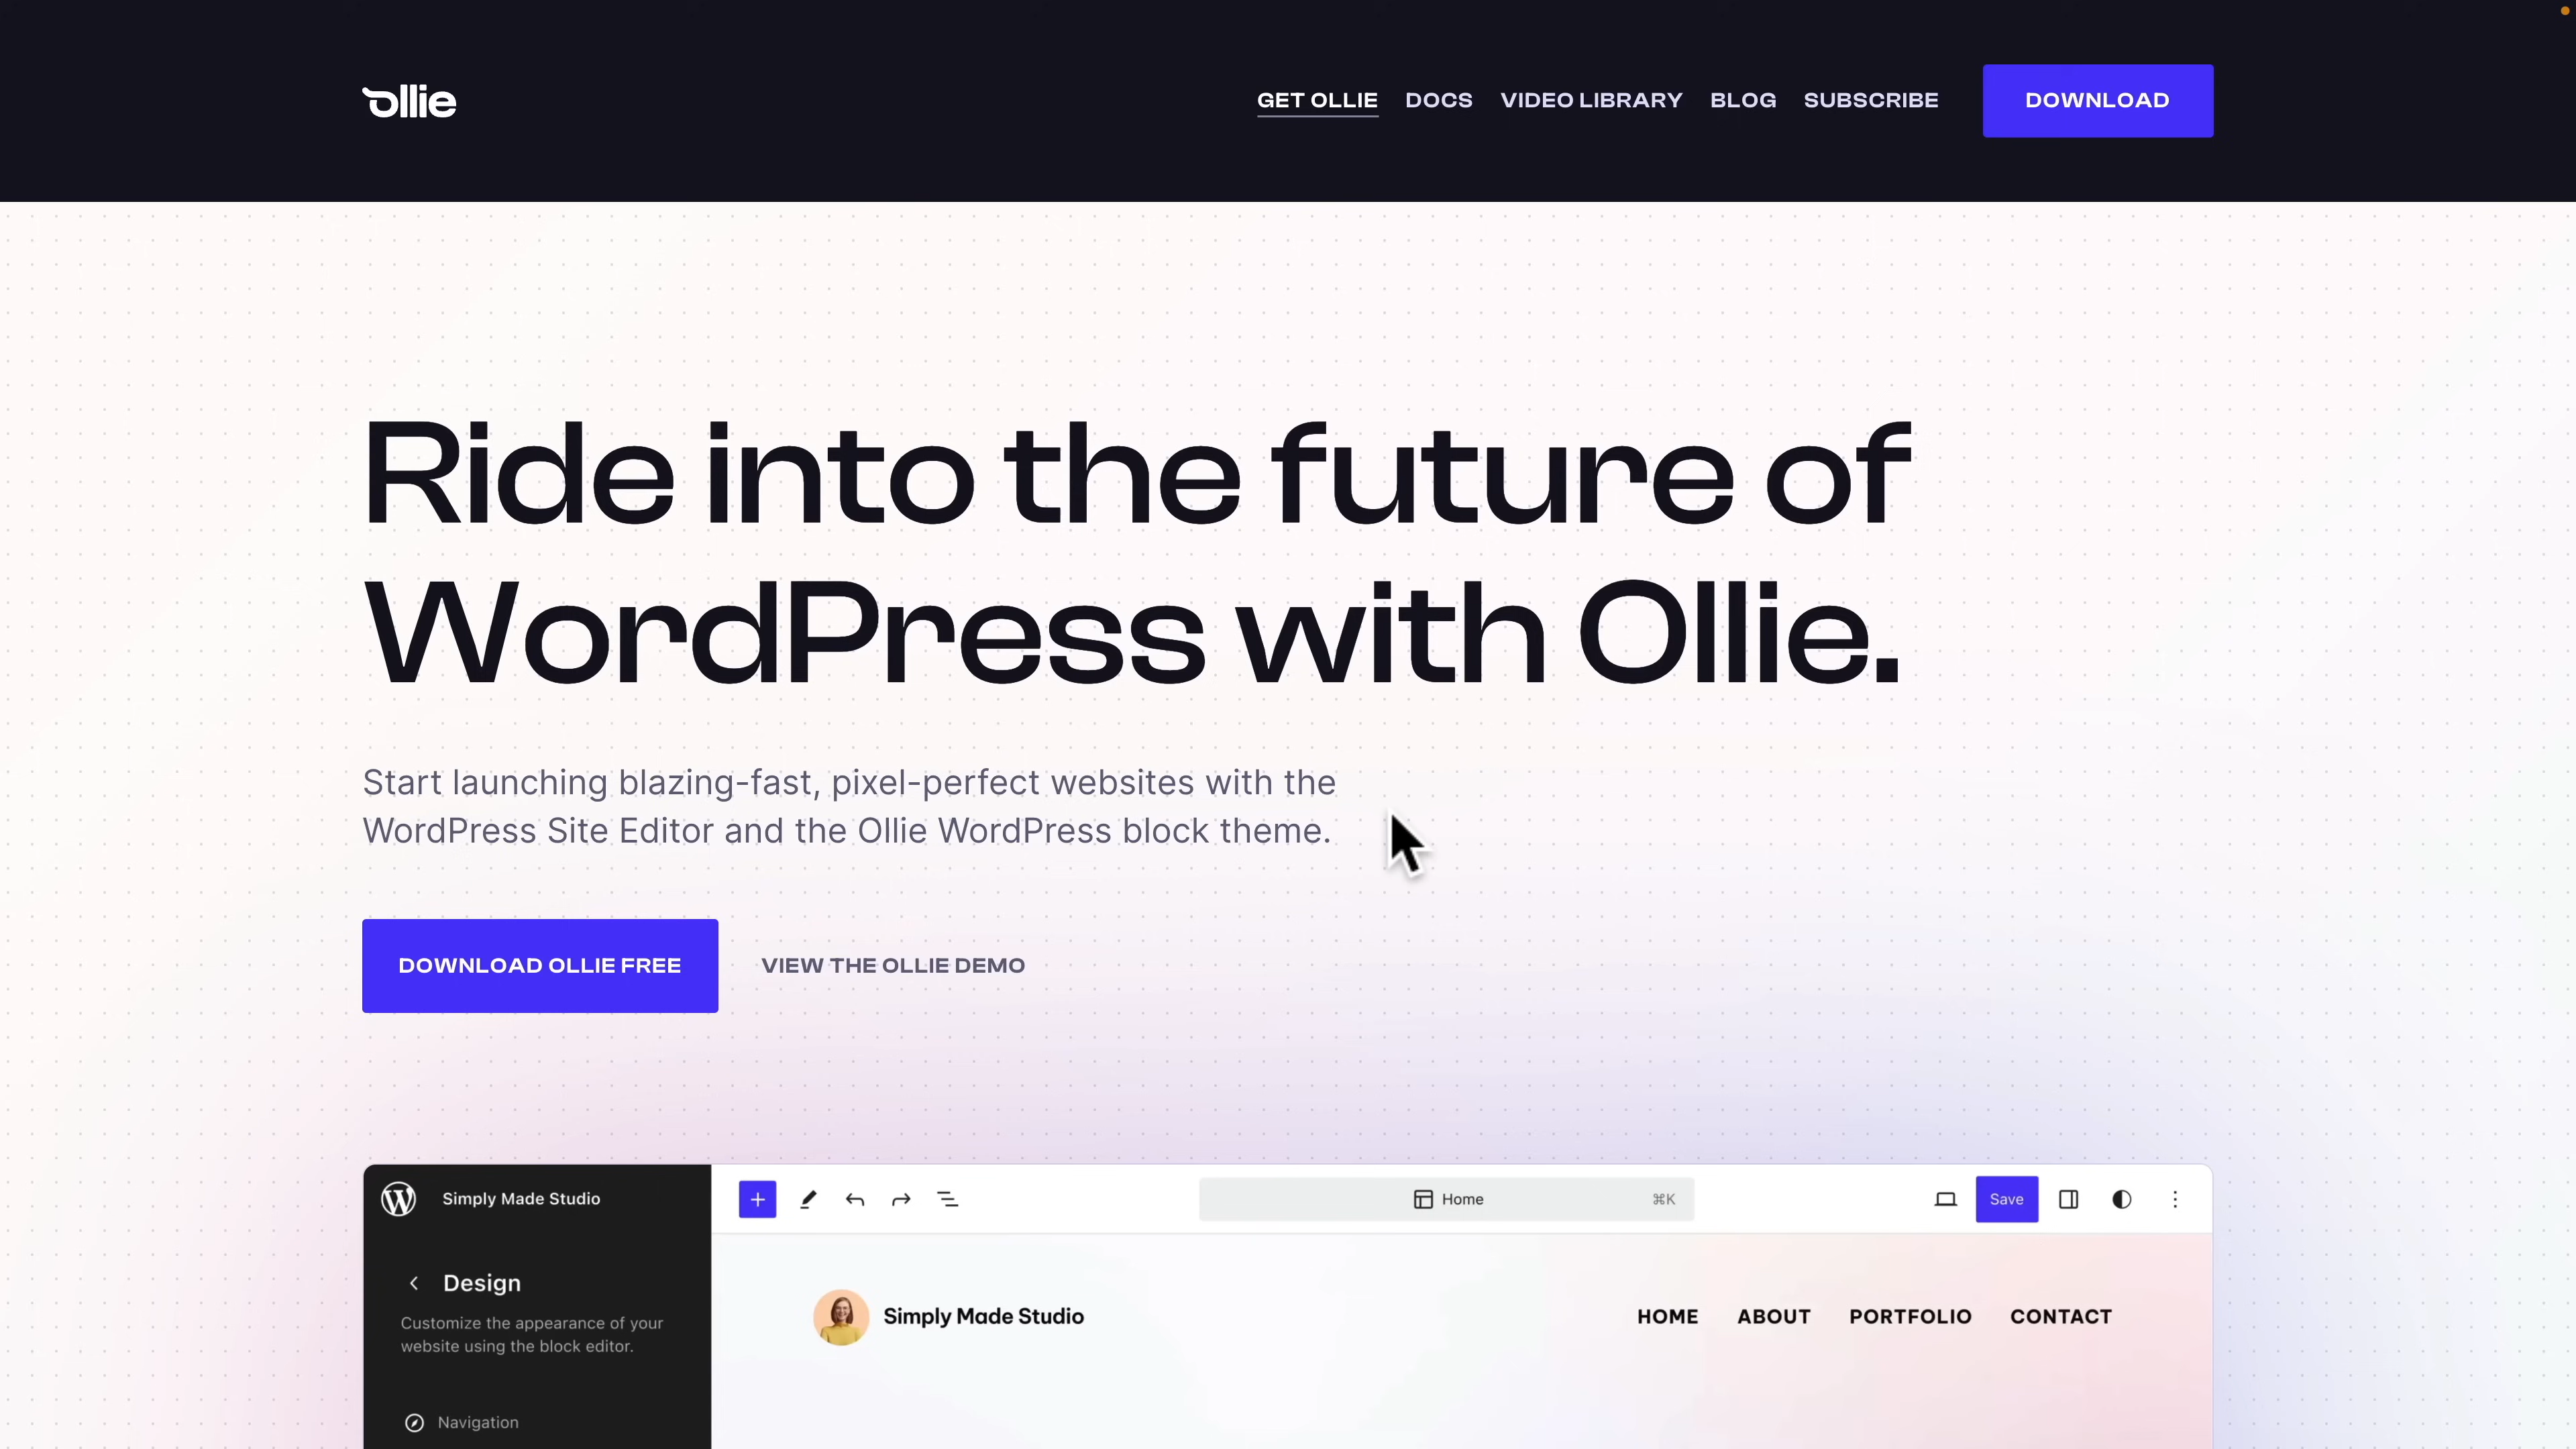 ollie
GET OLLIE DOCS VIDEO LIBRARY BLOG SUBSCRIBE DOWNLOAD
Ride into the future of
WordPress with Ollie.
Start launching blazing-fast, pixel-perfect websites with the
WordPress Site Editor and the Ollie WordPress block theme.
DOWNLOAD OLLIE FREE VIEW THE OLLIE DEMO
Simply Made Studio Home ⌘K Save
Design
Customize the appearance of your
website using the block editor.
Navigation
Simply Made Studio HOME ABOUT PORTFOLIO CONTACT